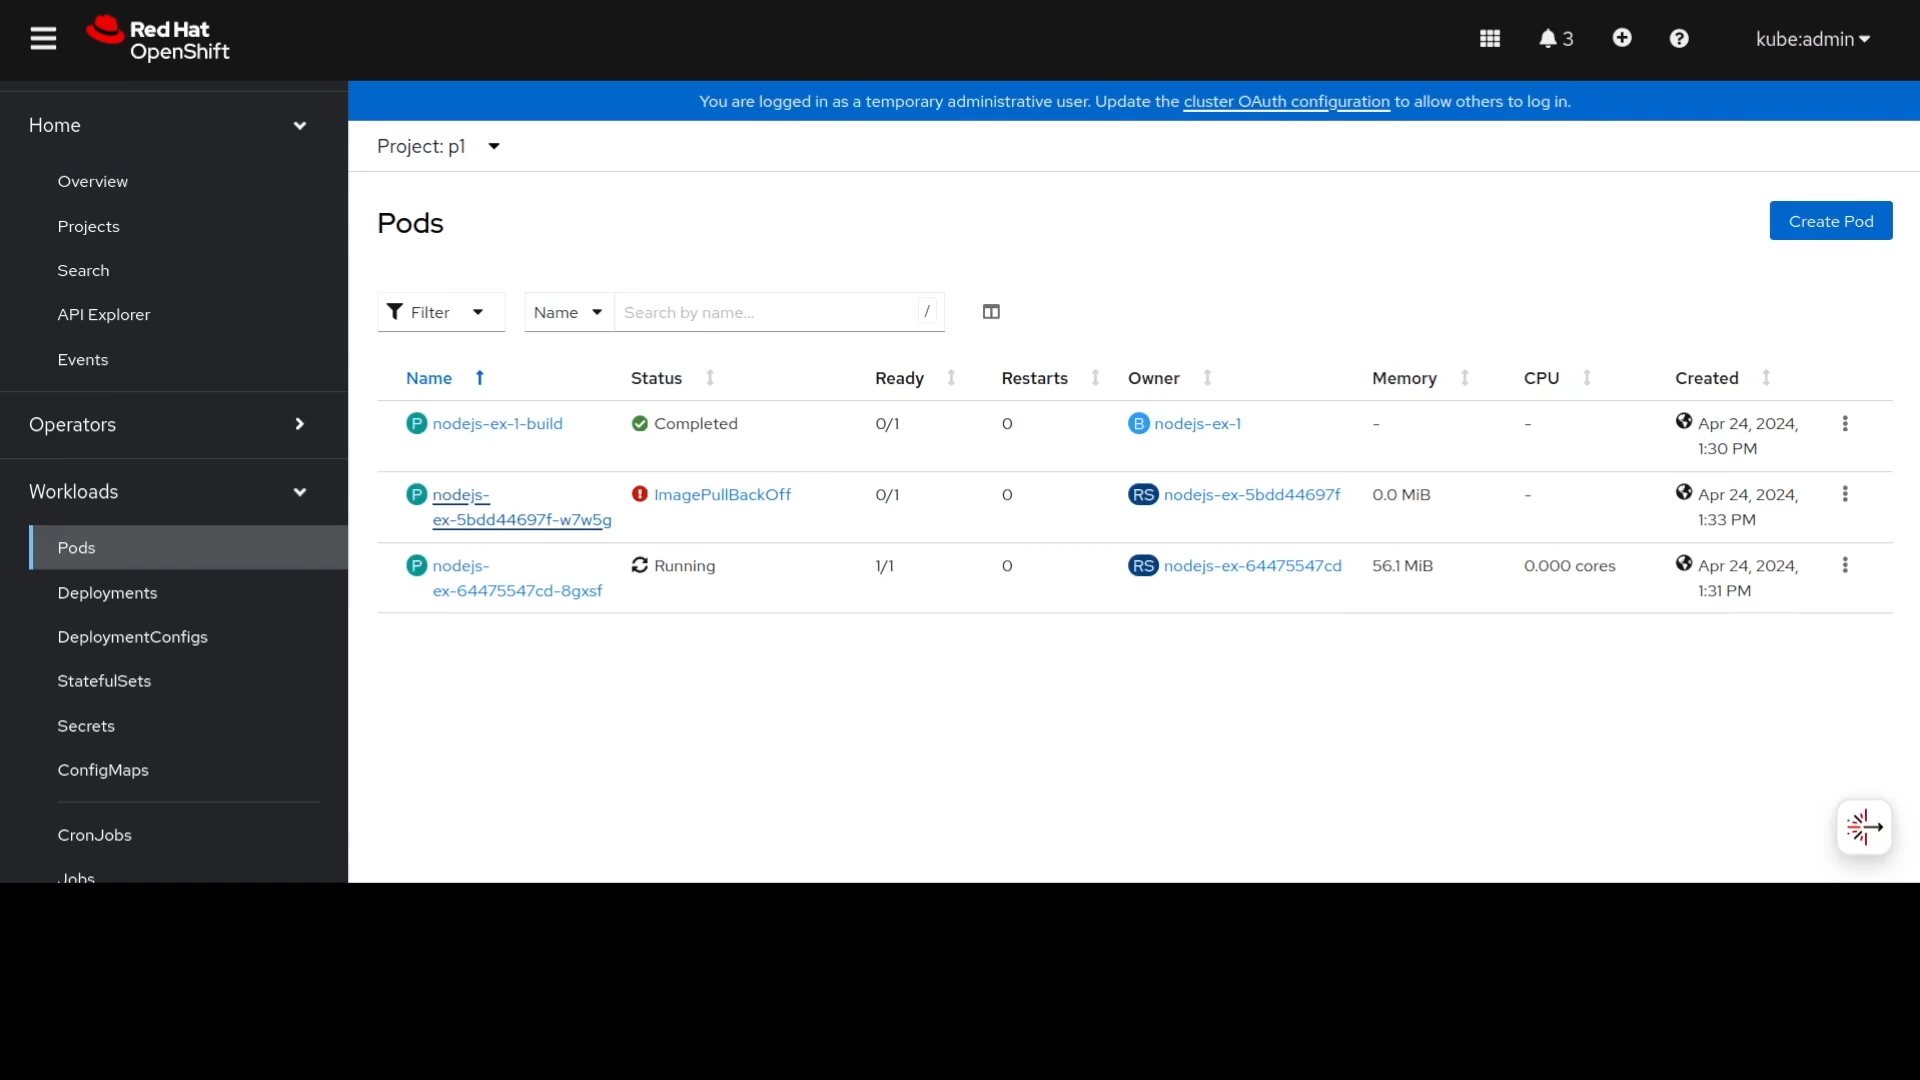 Red Hat
OpenShift
3
kube:admin
You are logged in as a temporary administrative user. Update the cluster OAuth configuration to allow others to log in.
Home
Overview
Projects
Search
API Explorer
Events
Operators
Workloads
Pods
Deployments
DeploymentConfigs
StatefulSets
Secrets
ConfigMaps
CronJobs
Jobs
Project: p1
Pods
Create Pod
Filter
Name
Search by name...
/
Name Status Ready Restarts Owner Memory CPU Created
P nodejs-ex-1-build Completed 0/1 0 B nodejs-ex-1 - - Apr 24, 2024,
1:30 PM
P nodejs- ImagePullBackOff 0/1 0 RS nodejs-ex-5bdd44697f 0.0 MiB - Apr 24, 2024,
ex-5bdd44697f-w7w5g 1:33 PM
P nodejs- Running 1/1 0 RS nodejs-ex-64475547cd 56.1 MiB 0.000 cores Apr 24, 2024,
ex-64475547cd-8gxsf 1:31 PM